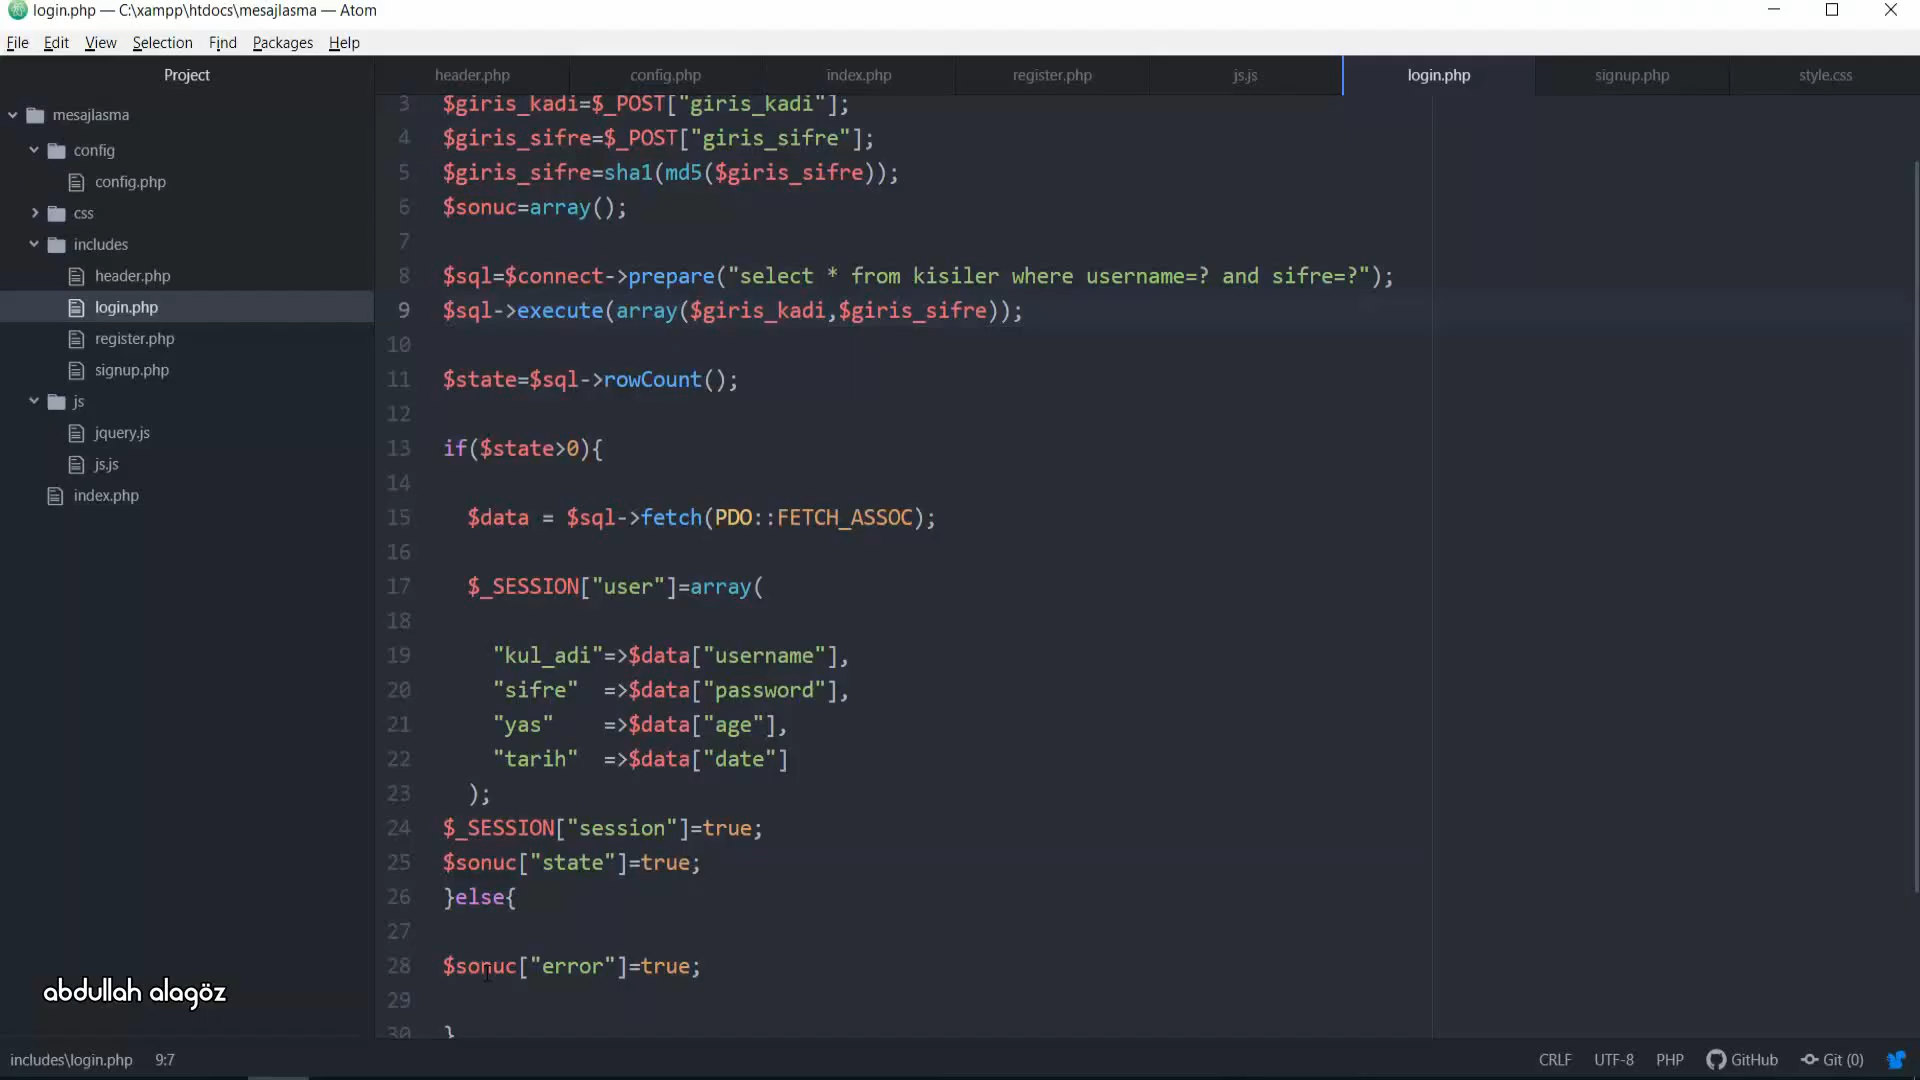 login.php — C:\xampp\htdocs\mesajlasma — Atom
File Edit View Selection Find Packages Help
Project
header.php config.php index.php register.php js.js login.php signup.php style.css
mesajlasma
config
config.php
css
includes
header.php
login.php
register.php
signup.php
js
jquery.js
js.js
index.php
3 $giris_kadi=$_POST["giris_kadi"];
4 $giris_sifre=$_POST["giris_sifre"];
5 $giris_sifre=sha1(md5($giris_sifre));
6 $sonuc=array();
7
8 $sql=$connect->prepare("select * from kisiler where username=? and sifre=?");
9 $sql->execute(array($giris_kadi,$giris_sifre));
10
11 $state=$sql->rowCount();
12
13 if($state>0){
14
15 $data = $sql->fetch(PDO::FETCH_ASSOC);
16
17 $_SESSION["user"]=array(
18
19 "kul_adi"=>$data["username"],
20 "sifre" =>$data["password"],
21 "yas" =>$data["age"],
22 "tarih" =>$data["date"]
23 );
24 $_SESSION["session"]=true;
25 $sonuc["state"]=true;
26 }else{
27
28 $sonuc["error"]=true;
29
30 }
abdullah alagöz
includes\login.php 9:7 CRLF UTF-8 PHP GitHub Git (0)